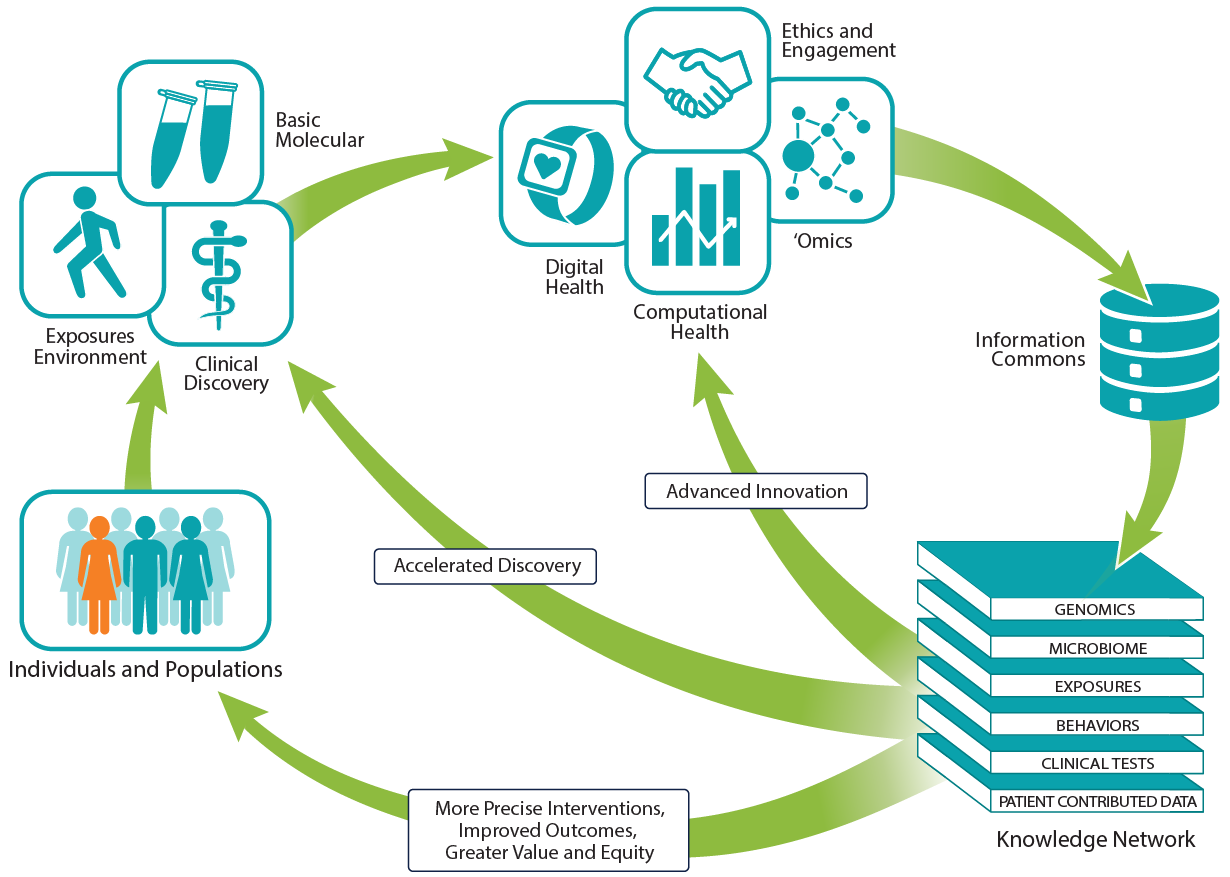 Ethics and
Engagement
Basic
Molecular
‘Omics
Digital
Health
Computational
Health
Exposures
Environment
Clinical
Discovery
Information
Commons
Advanced Innovation
Accelerated Discovery
Individuals and Populations
GENOMICS
MICROBIOME
EXPOSURES
BEHAVIORS
CLINICAL TESTS
PATIENT CONTRIBUTED DATA
Knowledge Network
More Precise Interventions,
Improved Outcomes,
Greater Value and Equity